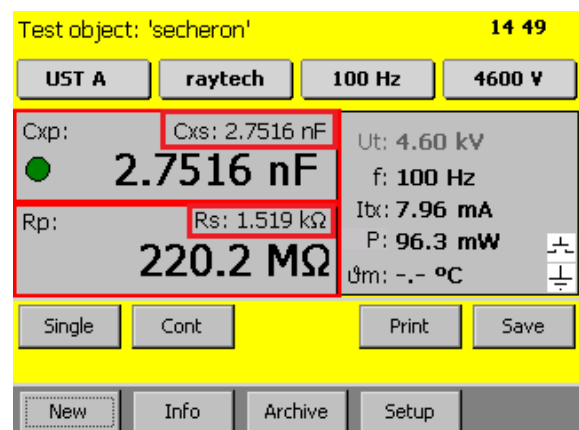 Test object: 'secheron' 14 49
UST A raytech 100 Hz 4600 V
Cxp: Cxs: 2.7516 nF
2.7516 nF
Rp: Rs: 1.519 kΩ
220.2 MΩ
Ut: 4.60 kV
f: 100 Hz
Itx: 7.96 mA
P: 96.3 mW
ϑm: -.- ºC
Single Cont Print Save
New Info Archive Setup